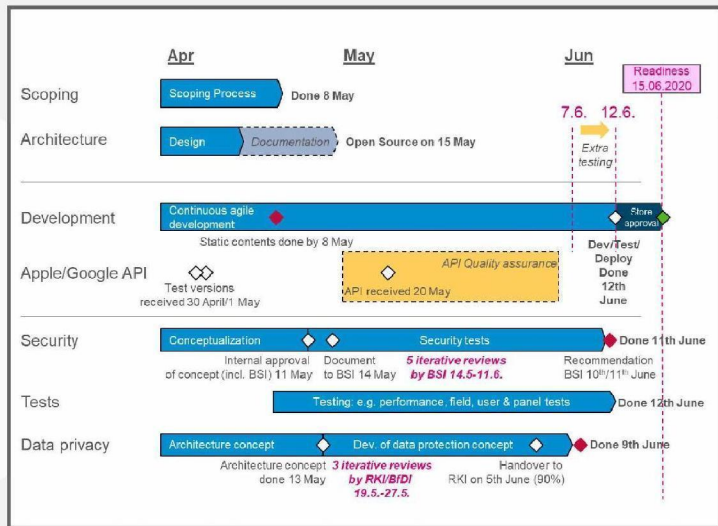 Apr May Jun
Readiness
15.06.2020
Scoping
Scoping Process
Done 8 May
7.6. 12.6.
Architecture
Design
Documentation
Open Source on 15 May
Extra
testing
Development
Continuous agile
development
Store
approval
Static contents done by 8 May
Dev/Test/
Deploy
Done
12th
June
Apple/Google API
API Quality assurance
Test versions
received 30 April/1 May
API received 20 May
Security
Conceptualization
Security tests
Done 11th June
Internal approval
of concept (incl. BSI) 11 May
Document
to BSI 14 May
5 iterative reviews
by BSI 14.5-11.6.
Recommendation
BSI 10th/11th June
Tests
Testing: e.g. performance, field, user & panel tests
Done 12th June
Data privacy
Architecture concept
Dev. of data protection concept
Done 9th June
Architecture concept
done 13 May
3 iterative reviews
by RKI/BfDI
19.5.-27.5.
Handover to
RKI on 5th June (90%)